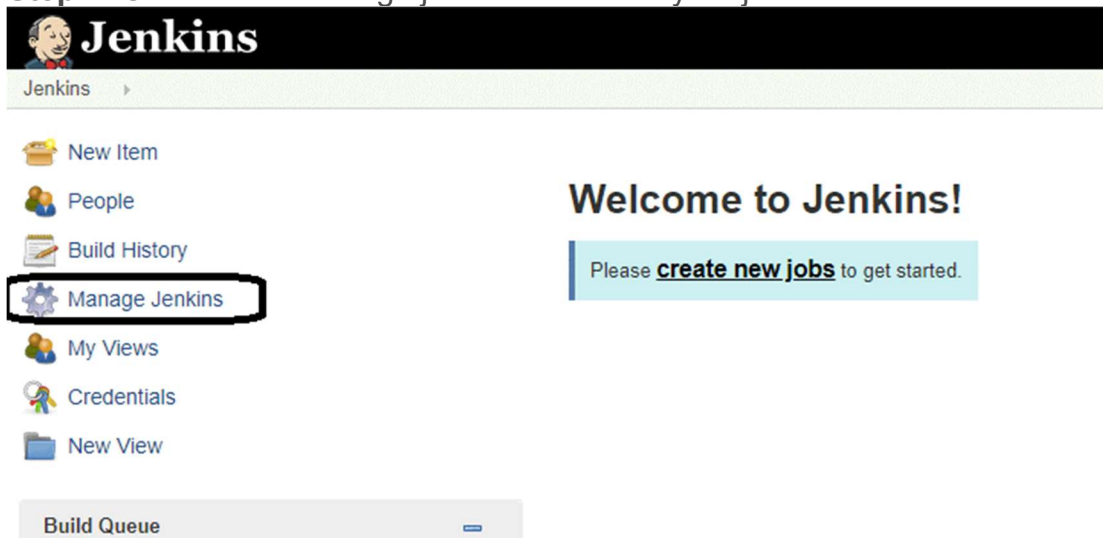 Jenkins
Jenkins
New Item
People
Build History
Manage Jenkins
My Views
Credentials
New View
Build Queue
Welcome to Jenkins!
Please create new jobs to get started.